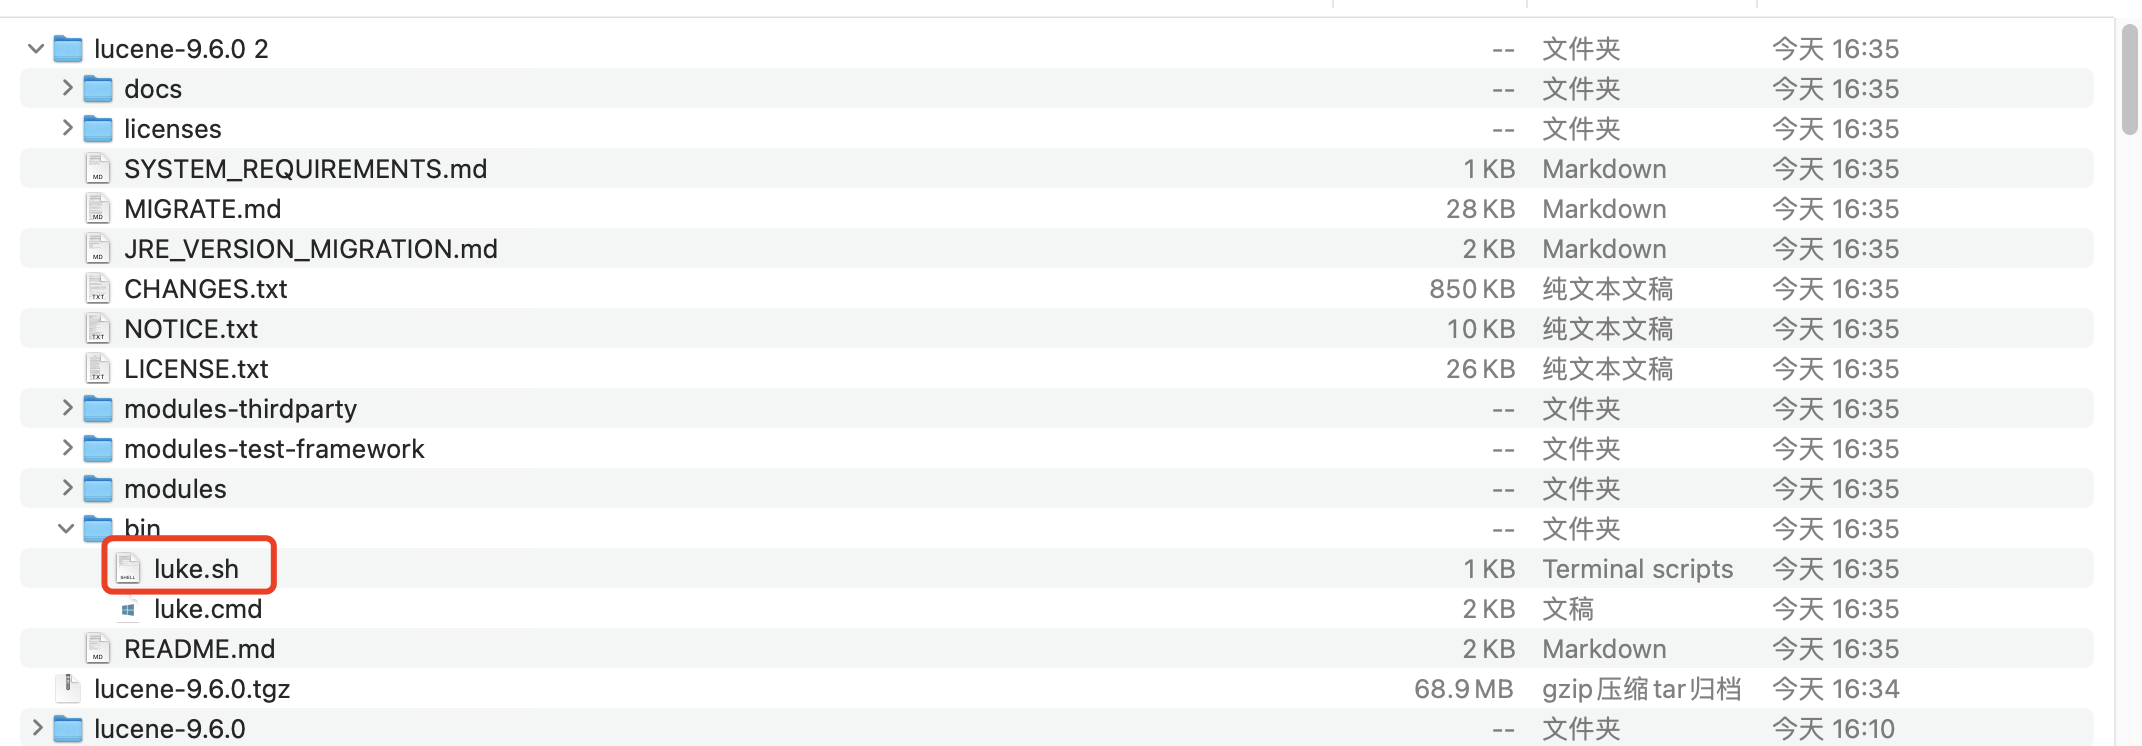 lucene-9.6.0 2 -- 文件夹 今天 16:35
docs -- 文件夹 今天 16:35
licenses -- 文件夹 今天 16:35
SYSTEM_REQUIREMENTS.md 1 KB Markdown 今天 16:35
MIGRATE.md 28 KB Markdown 今天 16:35
JRE_VERSION_MIGRATION.md 2 KB Markdown 今天 16:35
CHANGES.txt 850 KB 纯文本文稿 今天 16:35
NOTICE.txt 10 KB 纯文本文稿 今天 16:35
LICENSE.txt 26 KB 纯文本文稿 今天 16:35
modules-thirdparty -- 文件夹 今天 16:35
modules-test-framework -- 文件夹 今天 16:35
modules -- 文件夹 今天 16:35
bin -- 文件夹 今天 16:35
luke.sh 1 KB Terminal scripts 今天 16:35
luke.cmd 2 KB 文稿 今天 16:35
README.md 2 KB Markdown 今天 16:35
lucene-9.6.0.tgz 68.9 MB gzip压缩tar归档 今天 16:34
lucene-9.6.0 -- 文件夹 今天 16:10